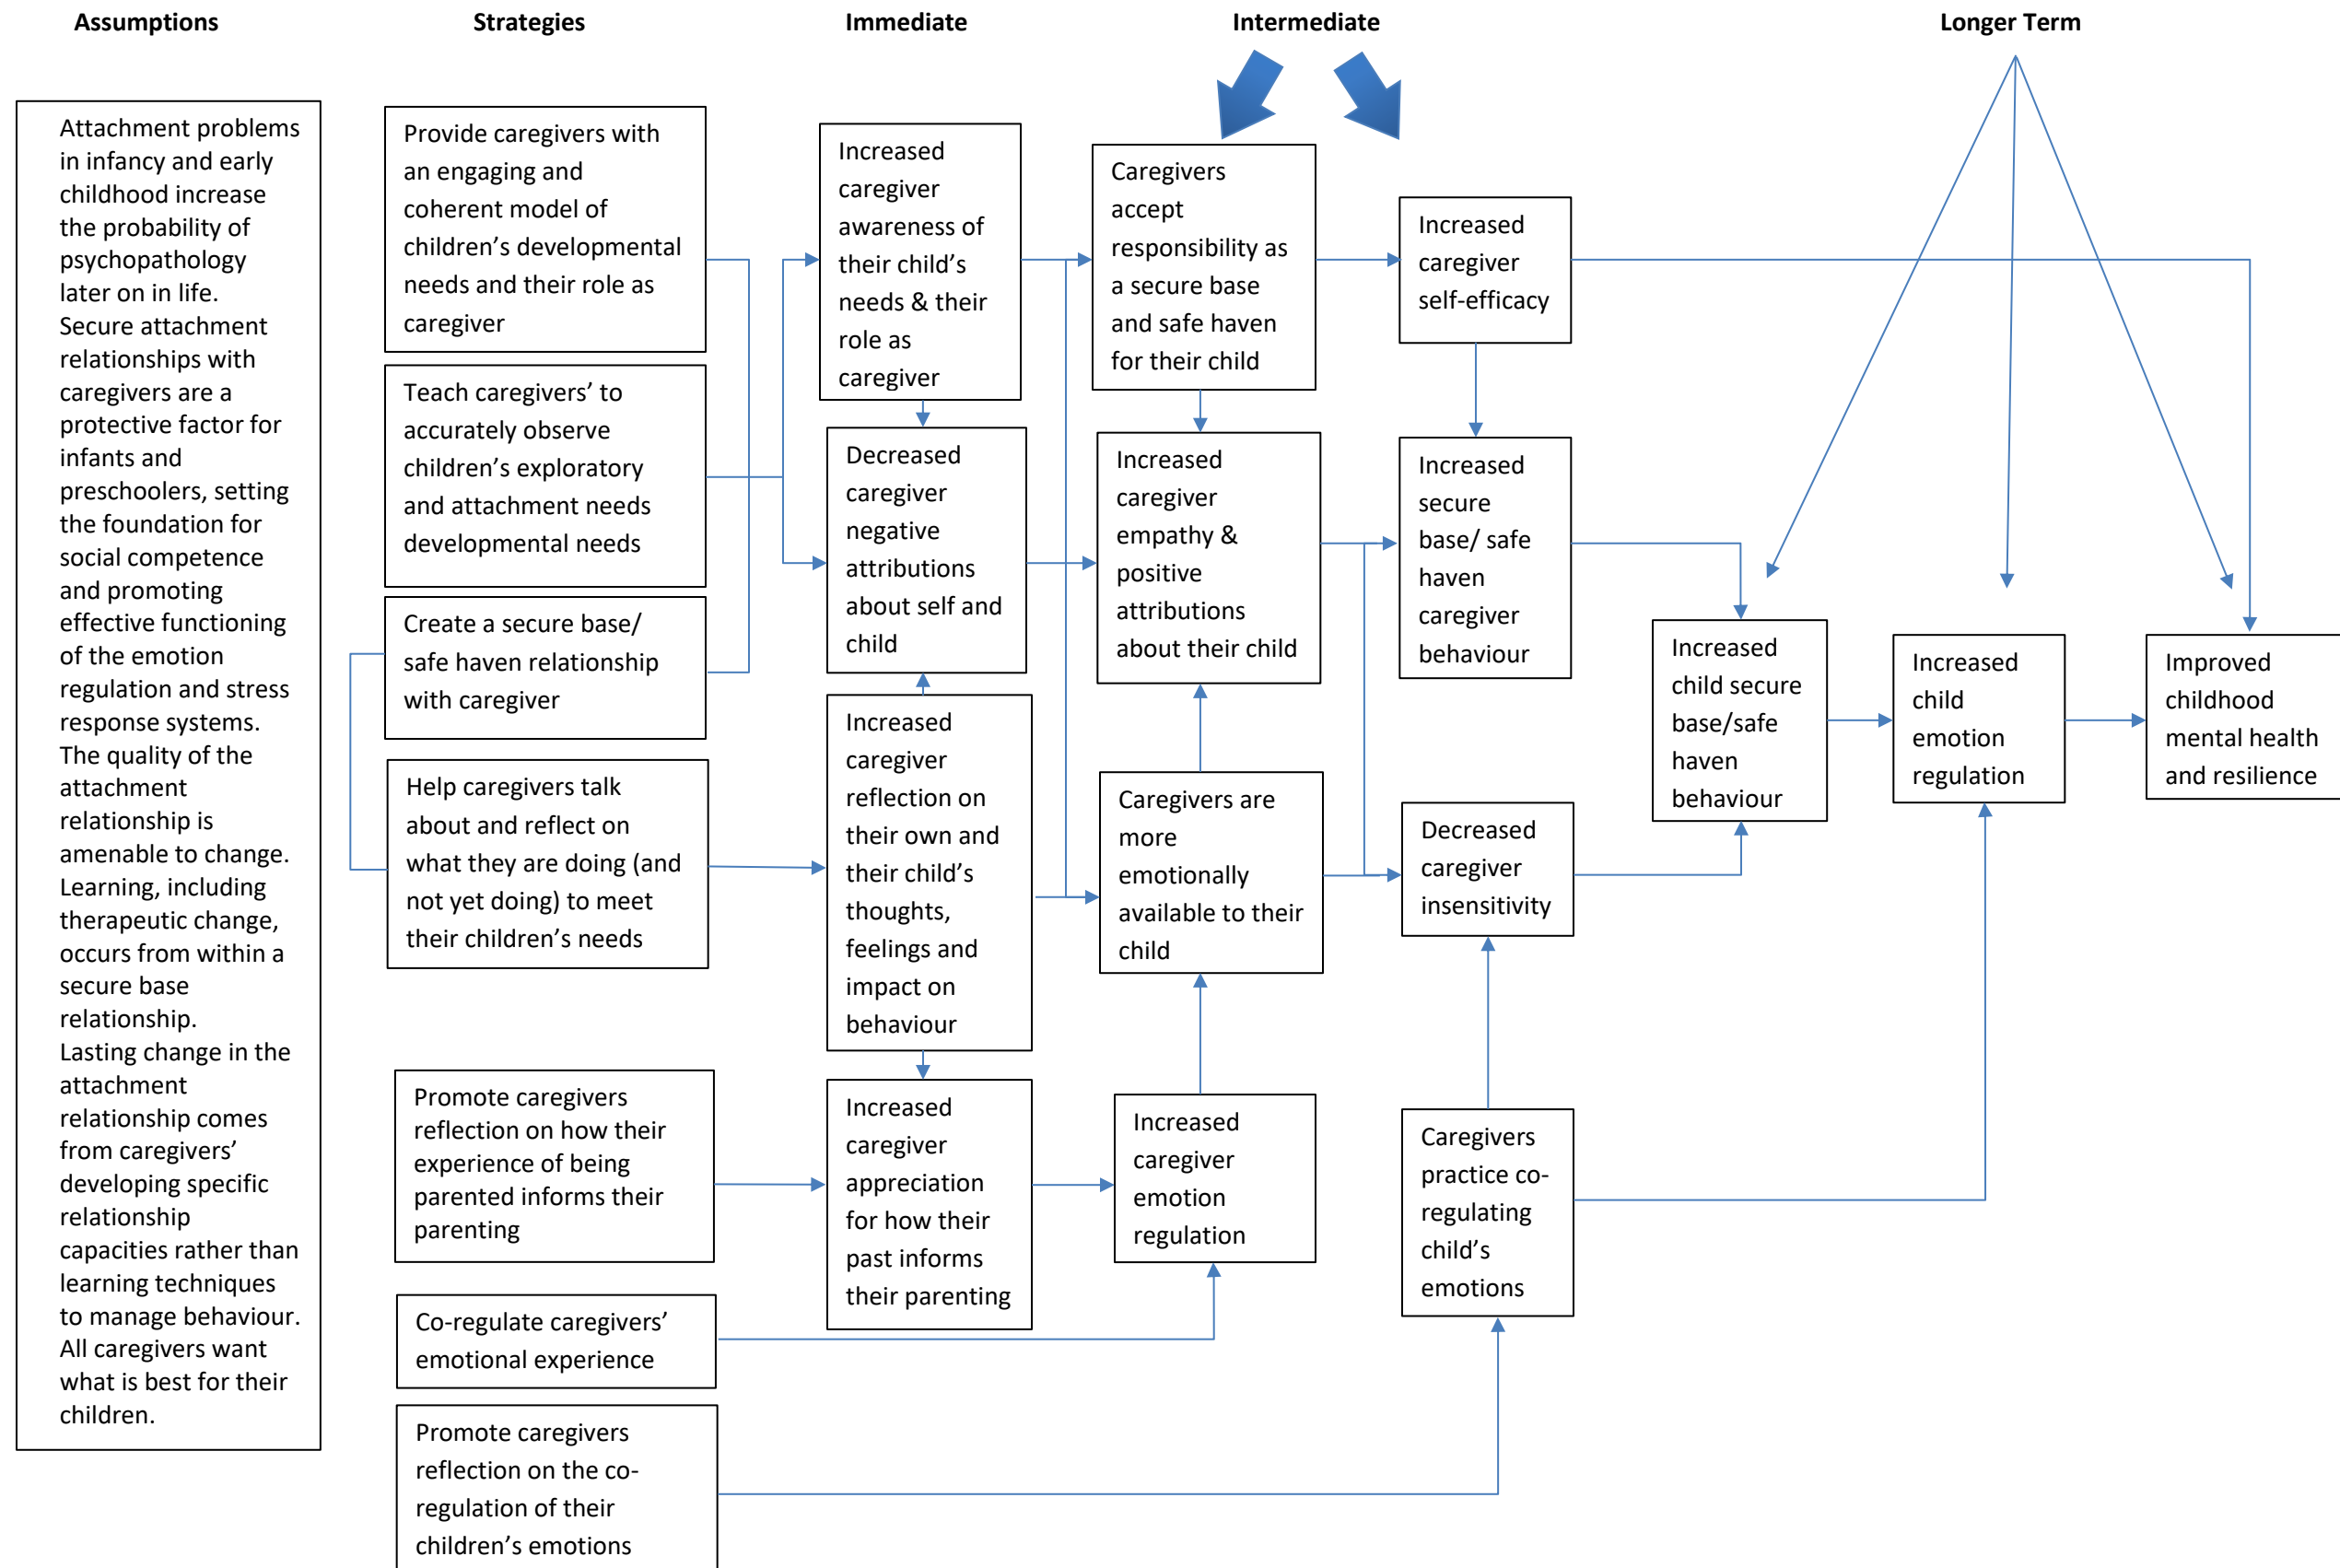 Assumptions
Strategies
Immediate
Intermediate
Longer Term
Attachment problems
in infancy and early
childhood increase
the probability of
psychopathology
later on in life.
Secure attachment
relationships with
caregivers are a
protective factor for
infants and
preschoolers, setting
the foundation for
social competence
and promoting
effective functioning
of the emotion
regulation and stress
response systems.
The quality of the
attachment
relationship is
amenable to change.
Learning, including
therapeutic change,
occurs from within a
secure base
relationship.
Lasting change in the
attachment
relationship comes
from caregivers’
developing specific
relationship
capacities rather than
learning techniques
to manage behaviour.
All caregivers want
what is best for their
children.
Provide caregivers with
an engaging and
coherent model of
children’s developmental
needs and their role as
caregiver
Teach caregivers’ to
accurately observe
children’s exploratory
and attachment needs
developmental needs
Create a secure base/
safe haven relationship
with caregiver
Help caregivers talk
about and reflect on
what they are doing (and
not yet doing) to meet
their children’s needs
Promote caregivers
reflection on how their
experience of being
parented informs their
parenting
Co-regulate caregivers’
emotional experience
Promote caregivers
reflection on the co-
regulation of their
children’s emotions
Increased
caregiver
awareness of
their child’s
needs & their
role as
caregiver
Decreased
caregiver
negative
attributions
about self and
child
Increased
caregiver
reflection on
their own and
their child’s
thoughts,
feelings and
impact on
behaviour
Increased
caregiver
appreciation
for how their
past informs
their parenting
Caregivers
accept
responsibility as
a secure base
and safe haven
for their child
Increased
caregiver
empathy &
positive
attributions
about their child
Caregivers are
more
emotionally
available to their
child
Increased
caregiver
emotion
regulation
Increased
caregiver
self-efficacy
Increased
secure
base/ safe
haven
caregiver
behaviour
Decreased
caregiver
insensitivity
Caregivers
practice co-
regulating
child’s
emotions
Increased
child secure
base/safe
haven
behaviour
Increased
child
emotion
regulation
Improved
childhood
mental health
and resilience